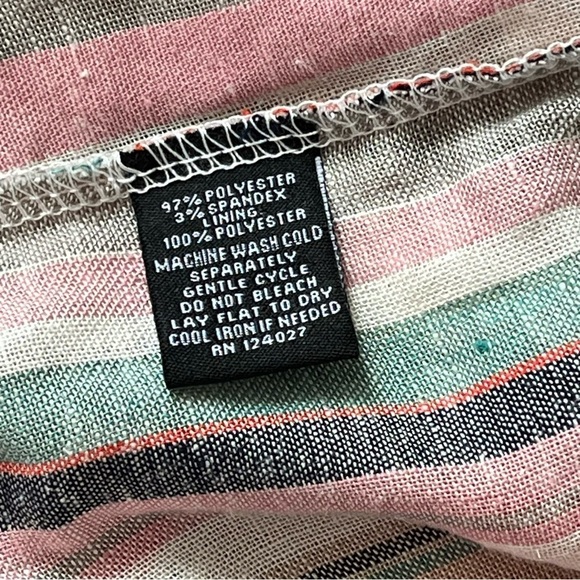 97% POLYESTER
3% SPANDEX
LINING
100% POLYESTER
MACHINE WASH COLD
SEPARATELY
GENTLE CYCLE
DO NOT BLEACH
LAY FLAT TO DRY
COOL IRON IF NEEDED
RN 124027